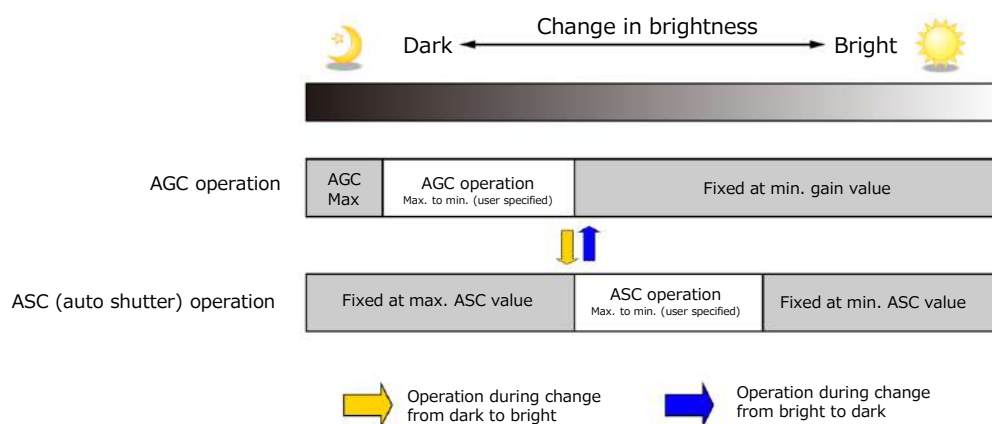 Change in brightness
Dark
Bright
AGC operation
AGC
Max
AGC operation
Max. to min. (user specified)
Fixed at min. gain value
ASC (auto shutter) operation
Fixed at max. ASC value
ASC operation
Max. to min. (user specified)
Fixed at min. ASC value
Operation during change
from dark to bright
Operation during change
from bright to dark